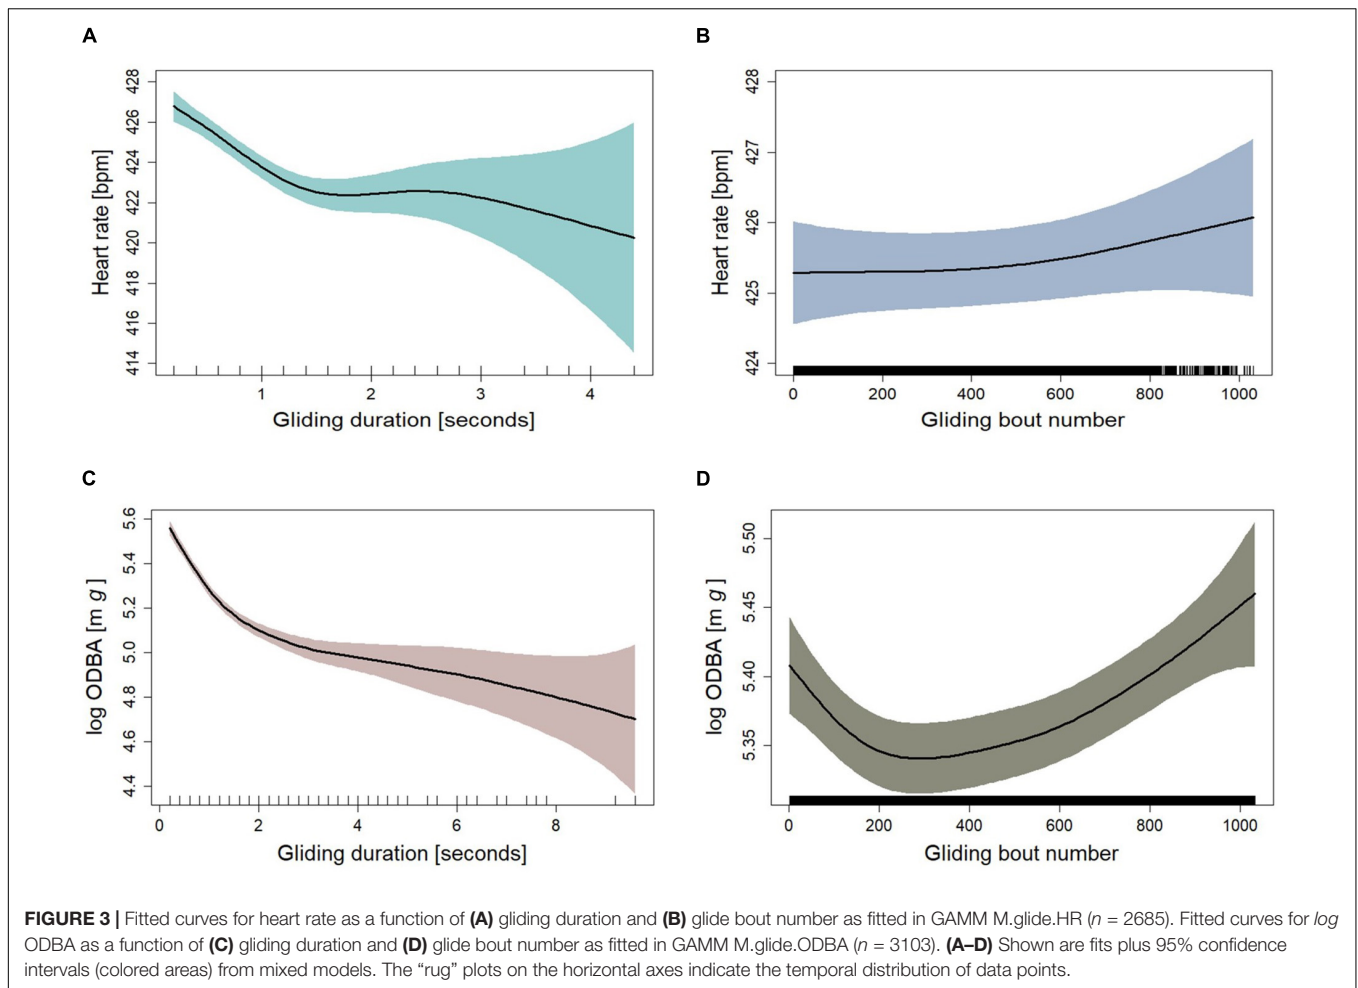 A
428
426
424
422
420
418
416
414
Heart rate [bpm]
1 2 3 4
Gliding duration [seconds]
B
428
427
426
425
424
Heart rate [bpm]
0 200 400 600 800 1000
Gliding bout number
C
5.6
5.4
5.2
5.0
4.8
4.6
4.4
log ODBA [m g]
0 2 4 6 8
Gliding duration [seconds]
D
5.50
5.45
5.40
5.35
log ODBA [m g]
0 200 400 600 800 1000
Gliding bout number
FIGURE 3 | Fitted curves for heart rate as a function of (A) gliding duration and (B) glide bout number as fitted in GAMM M.glide.HR (n = 2685). Fitted curves for log
ODBA as a function of (C) gliding duration and (D) glide bout number as fitted in GAMM M.glide.ODBA (n = 3103). (A–D) Shown are fits plus 95% confidence
intervals (colored areas) from mixed models. The “rug” plots on the horizontal axes indicate the temporal distribution of data points.